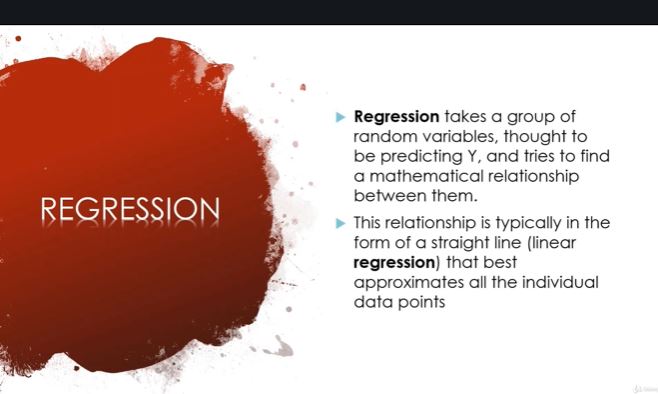 REGRESSION
Regression takes a group of
random variables, thought to
be predicting Y, and tries to find
a mathematical relationship
between them.
This relationship is typically in the
form of a straight line (linear
regression) that best
approximates all the individual
data points